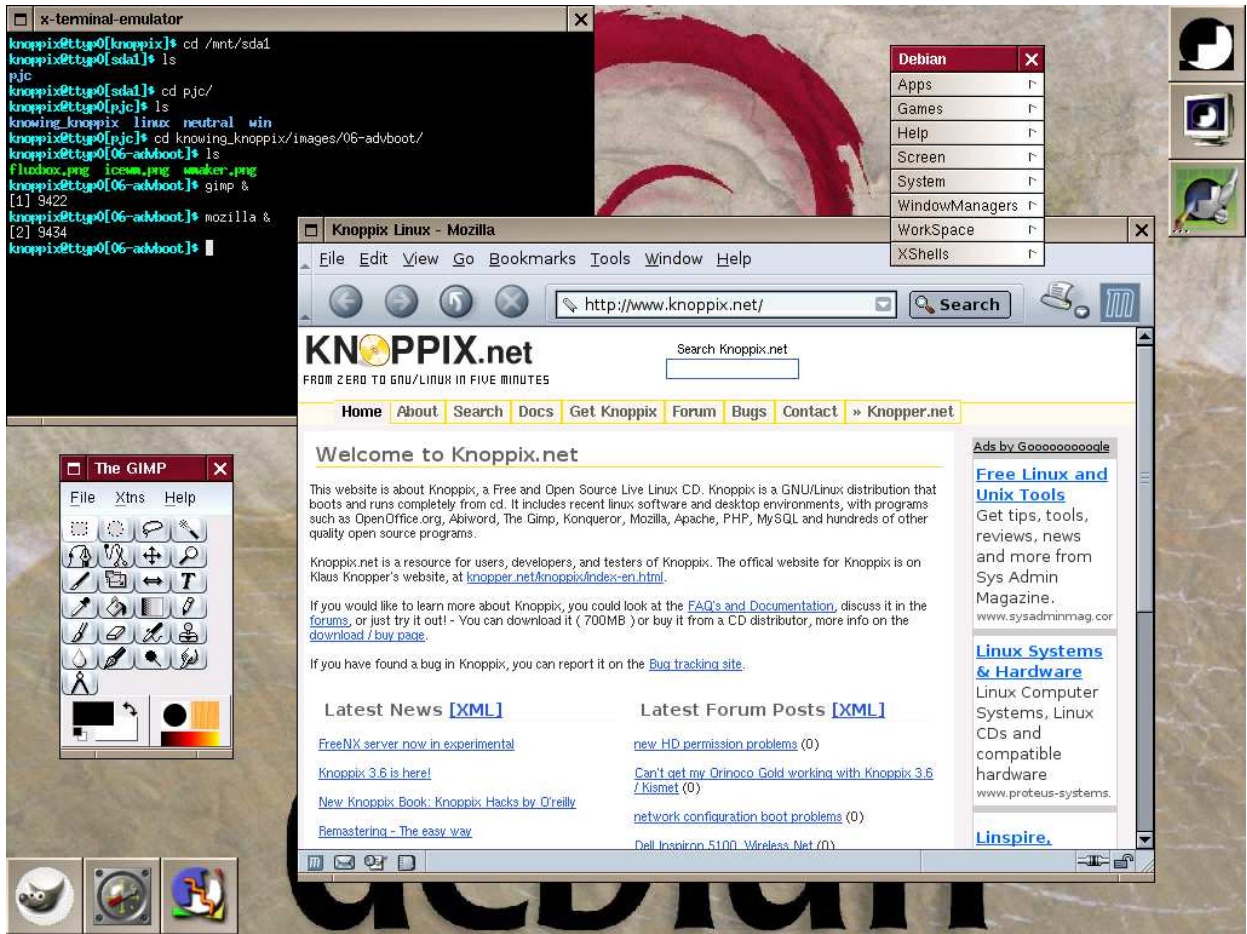 x-terminal-emulator
knoppix@ttyp0[knoppix]$ cd /mnt/sda1
knoppix@ttyp0[sda1]$ ls
pjc
knoppix@ttyp0[sda1]$ cd pjc/
knoppix@ttyp0[pjc]$ ls
knowing_knoppix linux neutral win
knoppix@ttyp0[pjc]$ cd knowing_knoppix/images/06-advboot/
knoppix@ttyp0[06-advboot]$ ls
fluxbox.png icewm.png wmaker.png
knoppix@ttyp0[06-advboot]$ gimp &
[1] 9422
knoppix@ttyp0[06-advboot]$ mozilla &
[2] 9434
knoppix@ttyp0[06-advboot]$
Debian
Apps
Games
Help
Screen
System
WindowManagers
WorkSpace
XShells
Knoppix Linux - Mozilla
File Edit View Go Bookmarks Tools Window Help
http://www.knoppix.net/
Search
KNOPPIX.net
FROM ZERO TO GNU/LINUX IN FIVE MINUTES
Search Knoppix.net
Home About Search Docs Get Knoppix Forum Bugs Contact » Knopper.net
Welcome to Knoppix.net
This website is about Knoppix, a Free and Open Source Live Linux CD. Knoppix is a GNU/Linux distribution that
boots and runs completely from cd. It includes recent linux software and desktop environments, with programs
such as OpenOffice.org, Abiword, The Gimp, Konqueror, Mozilla, Apache, PHP, MySQL and hundreds of other
quality open source programs.
Knoppix.net is a resource for users, developers, and testers of Knoppix. The offical website for Knoppix is on
Klaus Knopper's website, at knopper.net/knoppix/index-en.html.
If you would like to learn more about Knoppix, you could look at the FAQ's and Documentation, discuss it in the
forums, or just try it out! - You can download it ( 700MB ) or buy it from a CD distributor, more info on the
download / buy page.
If you have found a bug in Knoppix, you can report it on the Bug tracking site.
Latest News [XML]
FreeNX server now in experimental
Knoppix 3.6 is here!
New Knoppix Book: Knoppix Hacks by O'reilly
Remastering - The easy way
Latest Forum Posts [XML]
new HD permission problems (0)
Can't get my Orinoco Gold working with Knoppix 3.6
/ Kismet (0)
network configuration boot problems (0)
Dell Inspiron 5100, Wireless Net (0)
Ads by Goooooooooogle
Free Linux and
Unix Tools
Get tips, tools,
reviews, news
and more from
Sys Admin
Magazine.
www.sysadminmag.cor
Linux Systems
& Hardware
Linux Computer
Systems, Linux
CDs and
compatible
hardware
www.proteus-systems.
Linspire,
The GIMP
File Xtns Help
debian